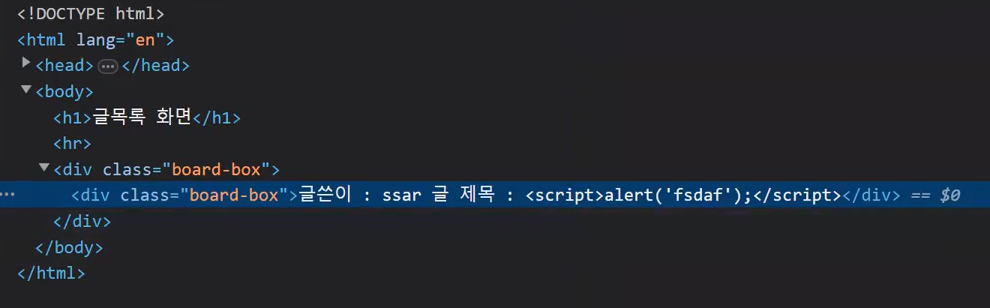 <!DOCTYPE html>
<html lang="en">
<head>…</head>
<body>
<h1>글목록 화면</h1>
<hr>
<div class="board-box">
<div class="board-box">글쓴이 : ssar 글 제목 : <script>alert('fsdaf');</script></div> == $0
</div>
</body>
</html>